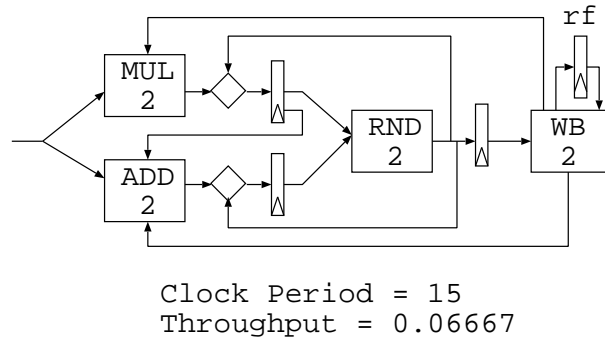 rf
MUL
2
RND
2
WB
2
ADD
2
Clock Period = 15
Throughput = 0.06667